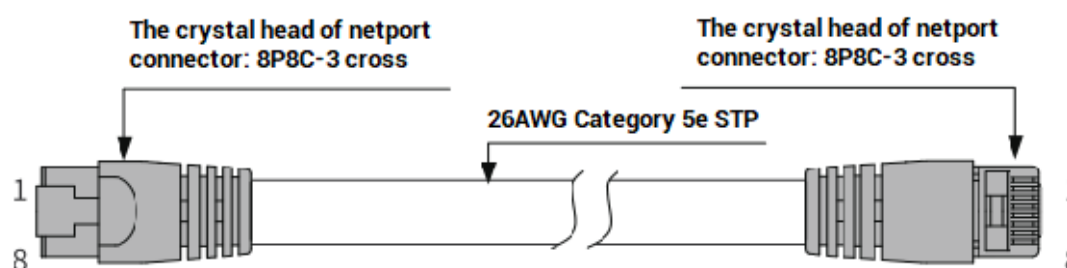 The crystal head of netport
connector: 8P8C-3 cross
The crystal head of netport
connector: 8P8C-3 cross
26AWG Category 5e STP
1
8